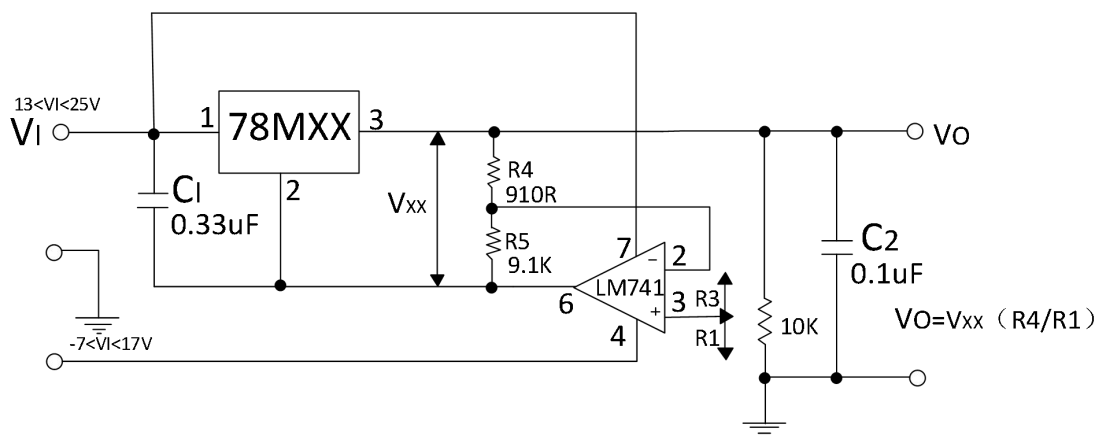 13<VI<25V
VI
1
78MXX
3
2
CI
0.33uF
VXX
R4
910R
R5
9.1K
7
2
LM741
6
3
4
R3
R1
-7<VI<17V
10K
C2
0.1uF
VO
VO=VXX（R4/R1）
−
+